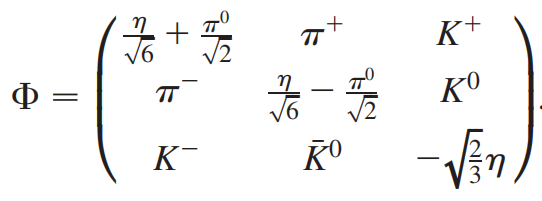 Φ = ( η/√6 + π⁰/√2   π⁺   K⁺
π⁻   η/√6 − π⁰/√2   K⁰
K⁻   K̄⁰   −√(2/3)η ).